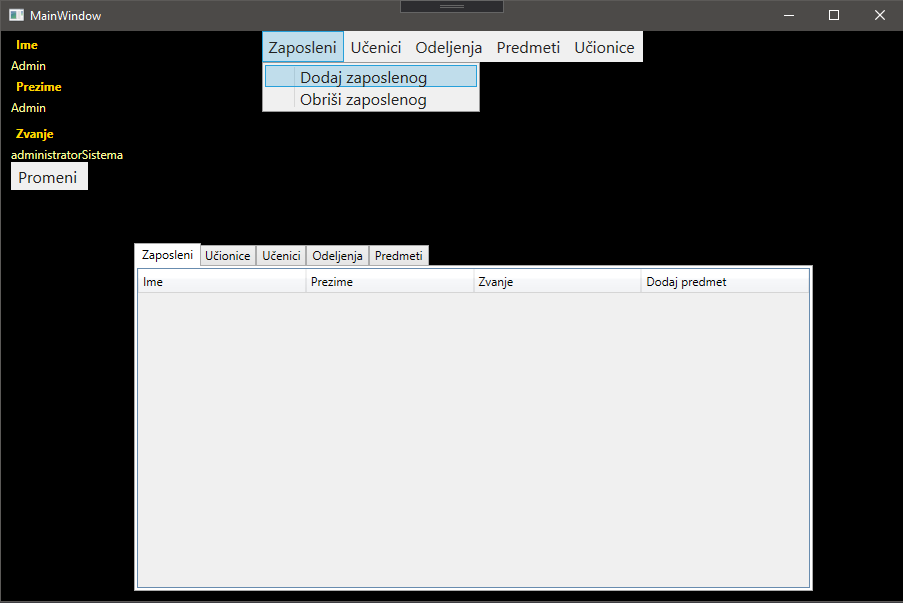 MainWindow
Ime
Admin
Prezime
Admin
Zvanje
administratorSistema
Promeni
Zaposleni Učenici Odeljenja Predmeti Učionice
Dodaj zaposlenog
Obriši zaposlenog
Zaposleni Učionice Učenici Odeljenja Predmeti
Ime Prezime Zvanje Dodaj predmet